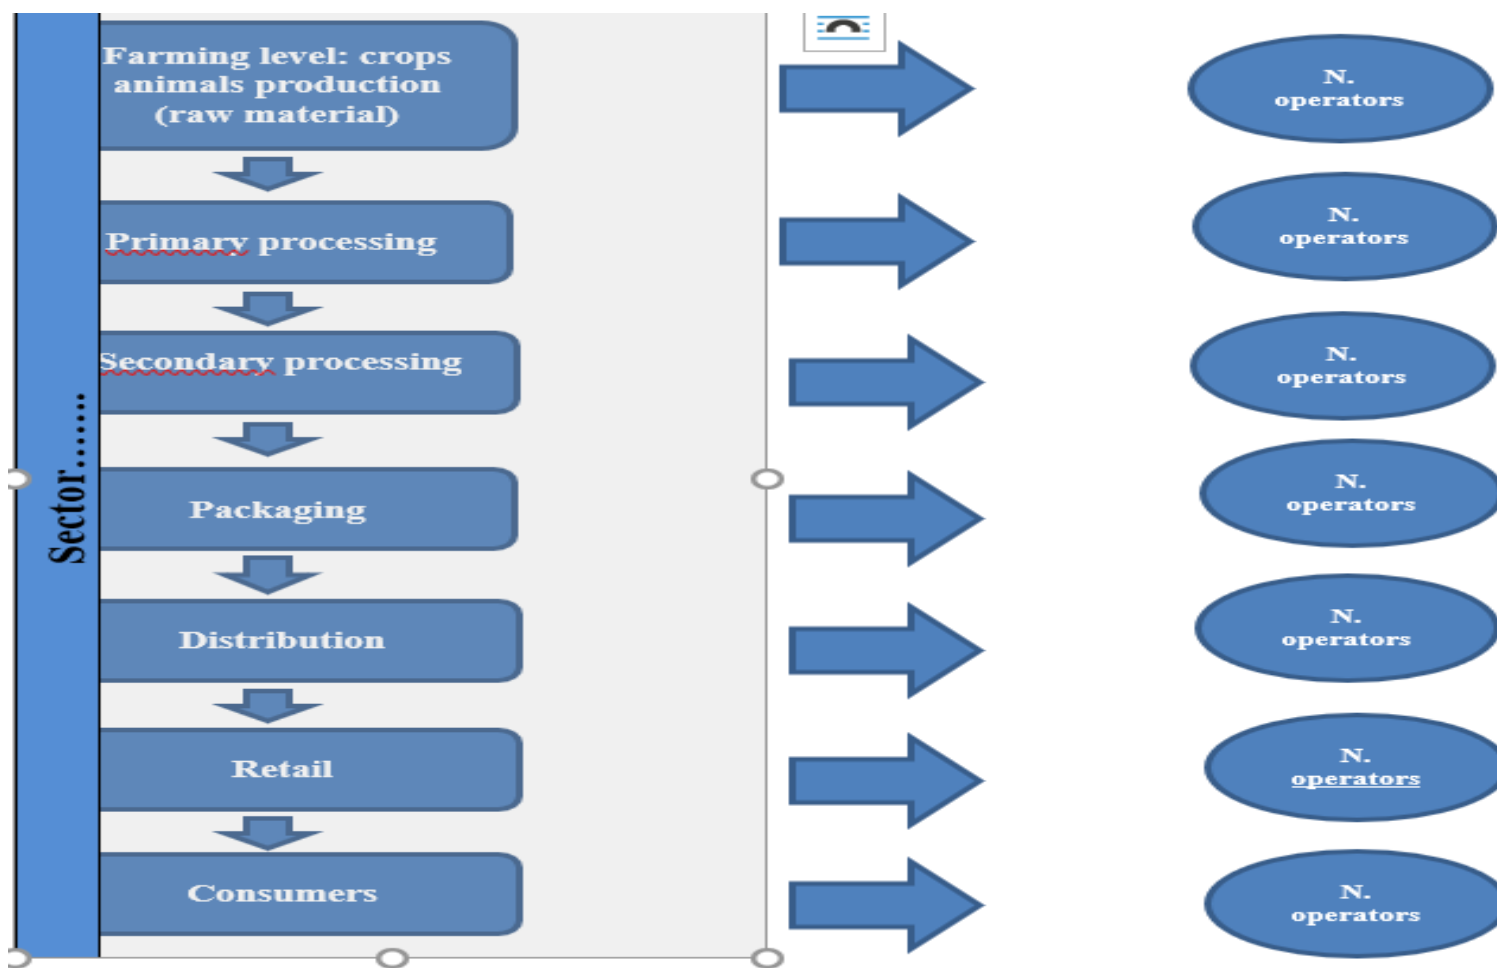 Sector.......
Farming level: crops
animals production
(raw material)
N.
operators
Primary processing
N.
operators
Secondary processing
N.
operators
Packaging
N.
operators
Distribution
N.
operators
Retail
N.
operators
Consumers
N.
operators